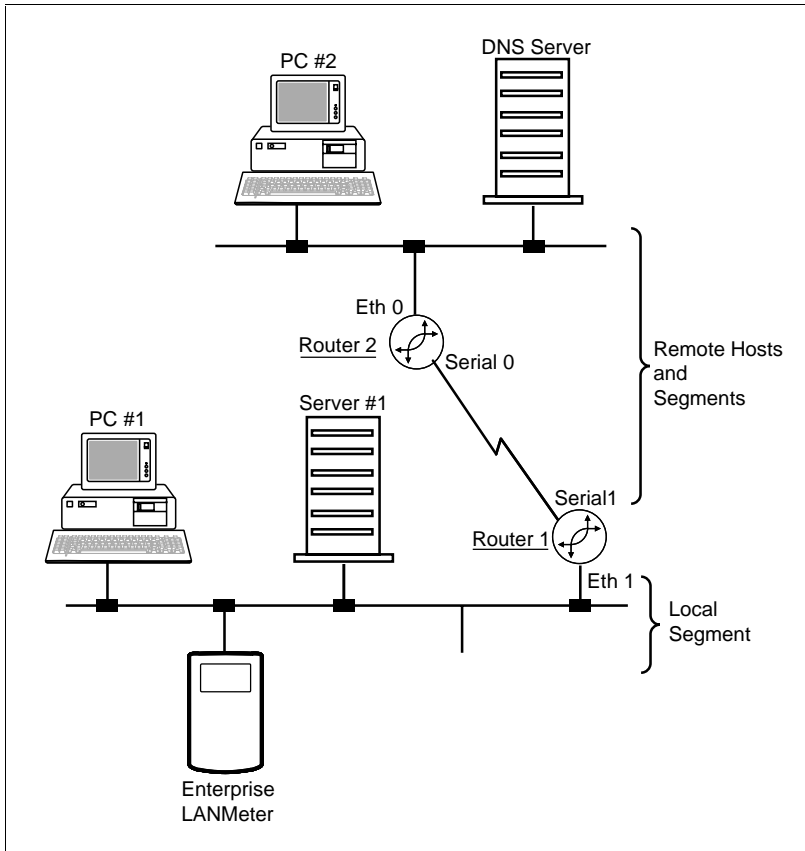 DNS Server
PC #2
Eth 0
Router 2
Serial 0
Remote Hosts
and
Segments
Server #1
PC #1
Serial1
Router 1
Eth 1
Local
Segment
Enterprise
LANMeter